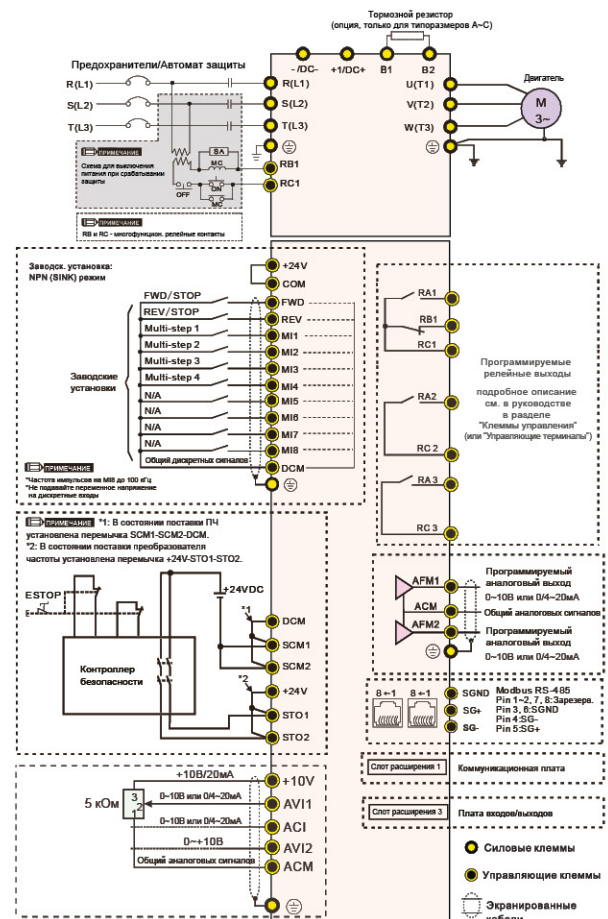 Тормозной резистор
(опция, только для типоразмеров А~С)
Предохранители/Автомат защиты
- /DC-
+1/DC+
B1
B2
R(L1)
R(L1)
U(T1)
Двигатель
S(L2)
S(L2)
V(T2)
M
3~
T(L3)
T(L3)
W(T3)
ПРИМЕЧАНИЕ
Схема для выключения
питания при срабатывании
защиты
SA
MC
RB1
OFF
ON
MC
RC1
ПРИМЕЧАНИЕ
RB и RC - многофункцион. релейные контакты
Заводск. установка:
NPN (SINK) режим
+24V
COM
FWD/STOP
FWD
REV/STOP
REV
Multi-step 1
MI1
Multi-step 2
MI2
Multi-step 3
MI3
Multi-step 4
MI4
Заводские
установки
N/A
MI5
N/A
MI6
N/A
MI7
N/A
MI8
Общий дискретных сигналов
DCM
ПРИМЕЧАНИЕ
*Частота импульсов на MI8 до 100 кГц
*Не подавайте переменное напряжение
на дискретные входы
RA1
RB1
RC1
RA2
RC 2
RA 3
RC 3
Программируемые
релейные выходы
подробное описание
см. в руководстве
в разделе
"Клеммы управления"
(или "Управляющие терминалы")
ПРИМЕЧАНИЕ *1: В состоянии поставки ПЧ
установлена перемычка SCM1-SCM2-DCM.
*2: В состоянии поставки преобразователя
частоты установлена перемычка +24V-STO1-STO2.
ESTOP
+24VDC
*1
DCM
SCM1
SCM2
*2
+24V
STO1
STO2
Контроллер
безопасности
AFM1
Программируемый
аналоговый выход
0~10В или 0/4~20мА
ACM
Общий аналоговых сигналов
AFM2
Программируемый
аналоговый выход
0~10В или 0/4~20мА
8←1
8←1
SGND
SG+
SG-
Modbus RS-485
Pin 1~2, 7, 8:Зарезерв.
Pin 3, 6:SGND
Pin 4:SG-
Pin 5:SG+
Слот расширения 1
Коммуникационная плата
Слот расширения 3
Плата входов/выходов
+10В/20мА
+10V
5 кОм
3
2
1
0~10В или 0/4~20мА
AVI1
0~10В или 0/4~20мА
ACI
0~+10В
AVI2
Общий аналоговых сигналов
ACM
Силовые клеммы
Управляющие клеммы
Экранированные
кабели